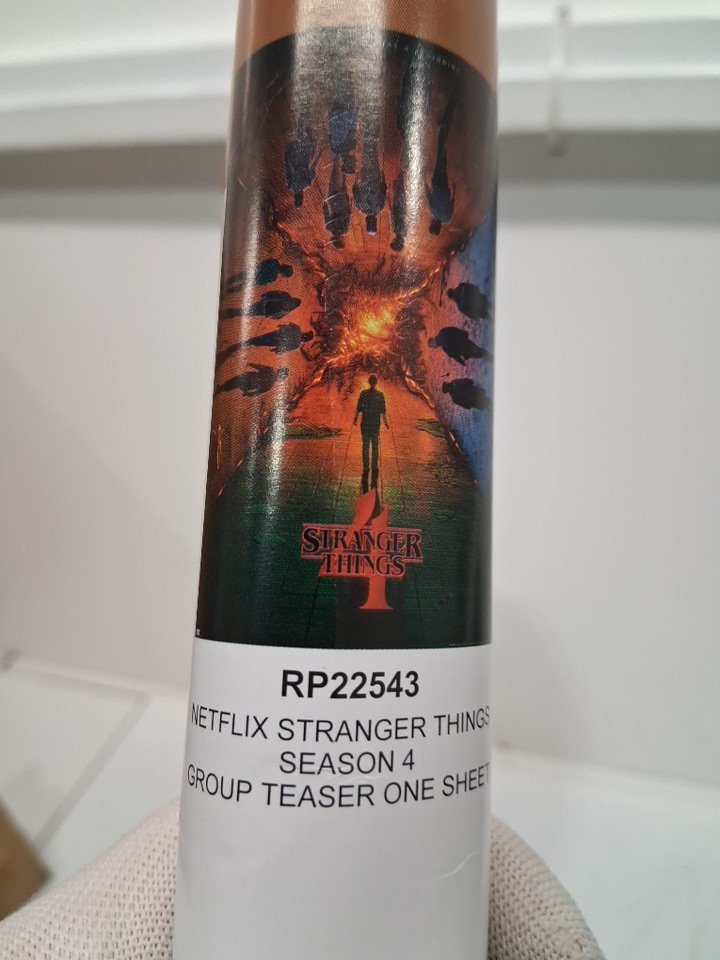 4
STRANGER
THINGS
RP22543
NETFLIX STRANGER THINGS
SEASON 4
GROUP TEASER ONE SHEET